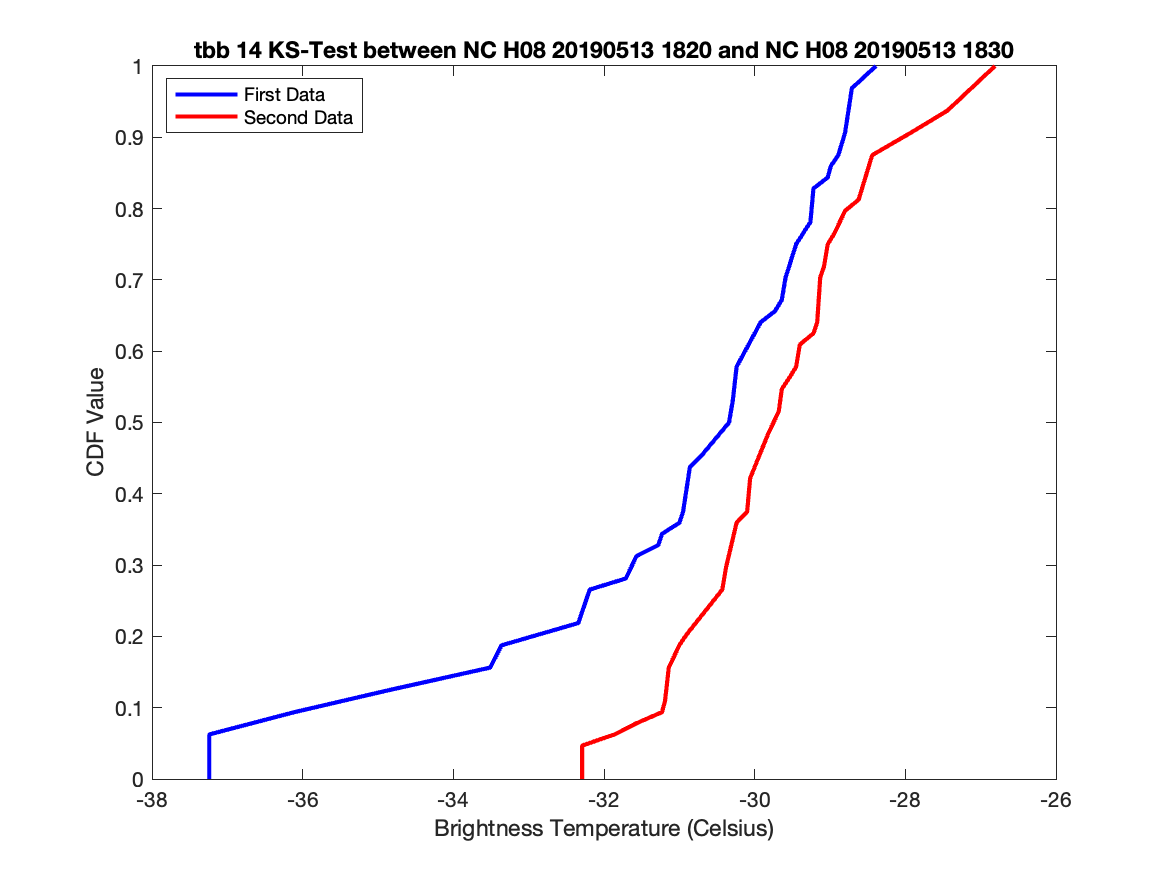 tbb 14 KS-Test between NC H08 20190513 1820 and NC H08 20190513 1830
First Data
Second Data
1
0.9
0.8
0.7
0.6
0.5
0.4
0.3
0.2
0.1
0
CDF Value
-38 -36 -34 -32 -30 -28 -26
Brightness Temperature (Celsius)